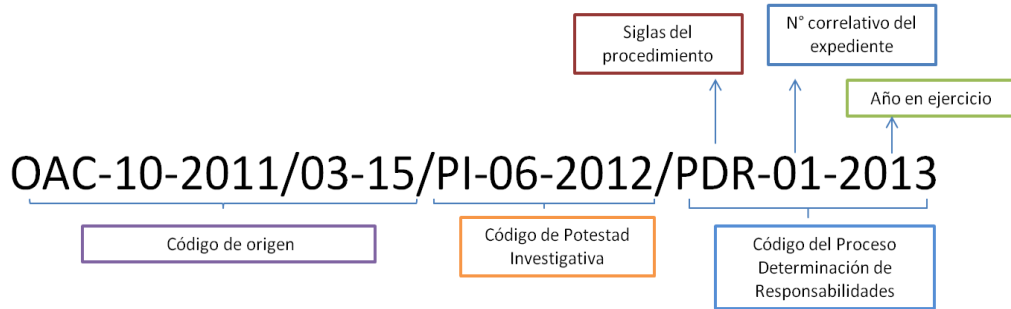 Siglas del
procedimiento
N° correlativo del
expediente
Año en ejercicio
OAC-10-2011/03-15/PI-06-2012/PDR-01-2013
Código de origen
Código de Potestad
Investigativa
Código del Proceso
Determinación de
Responsabilidades